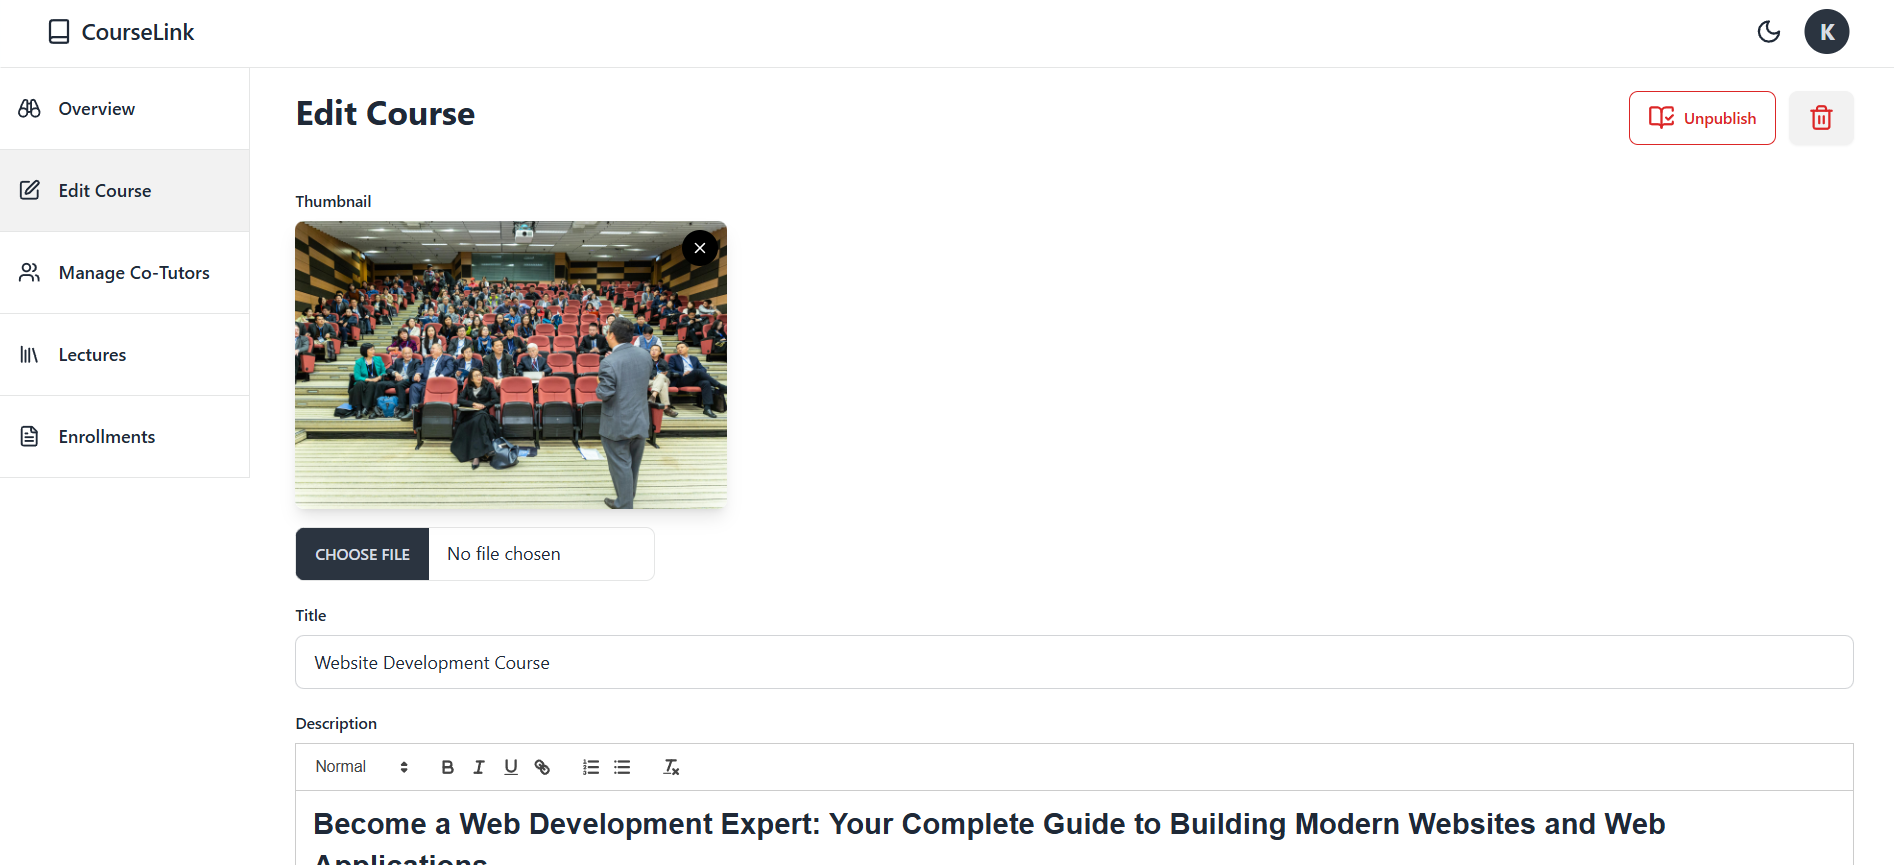 CourseLink
K
Overview
Edit Course
Manage Co-Tutors
Lectures
Enrollments
Edit Course
Unpublish
Thumbnail
CHOOSE FILE No file chosen
Title
Website Development Course
Description
Normal
Become a Web Development Expert: Your Complete Guide to Building Modern Websites and Web
Applications